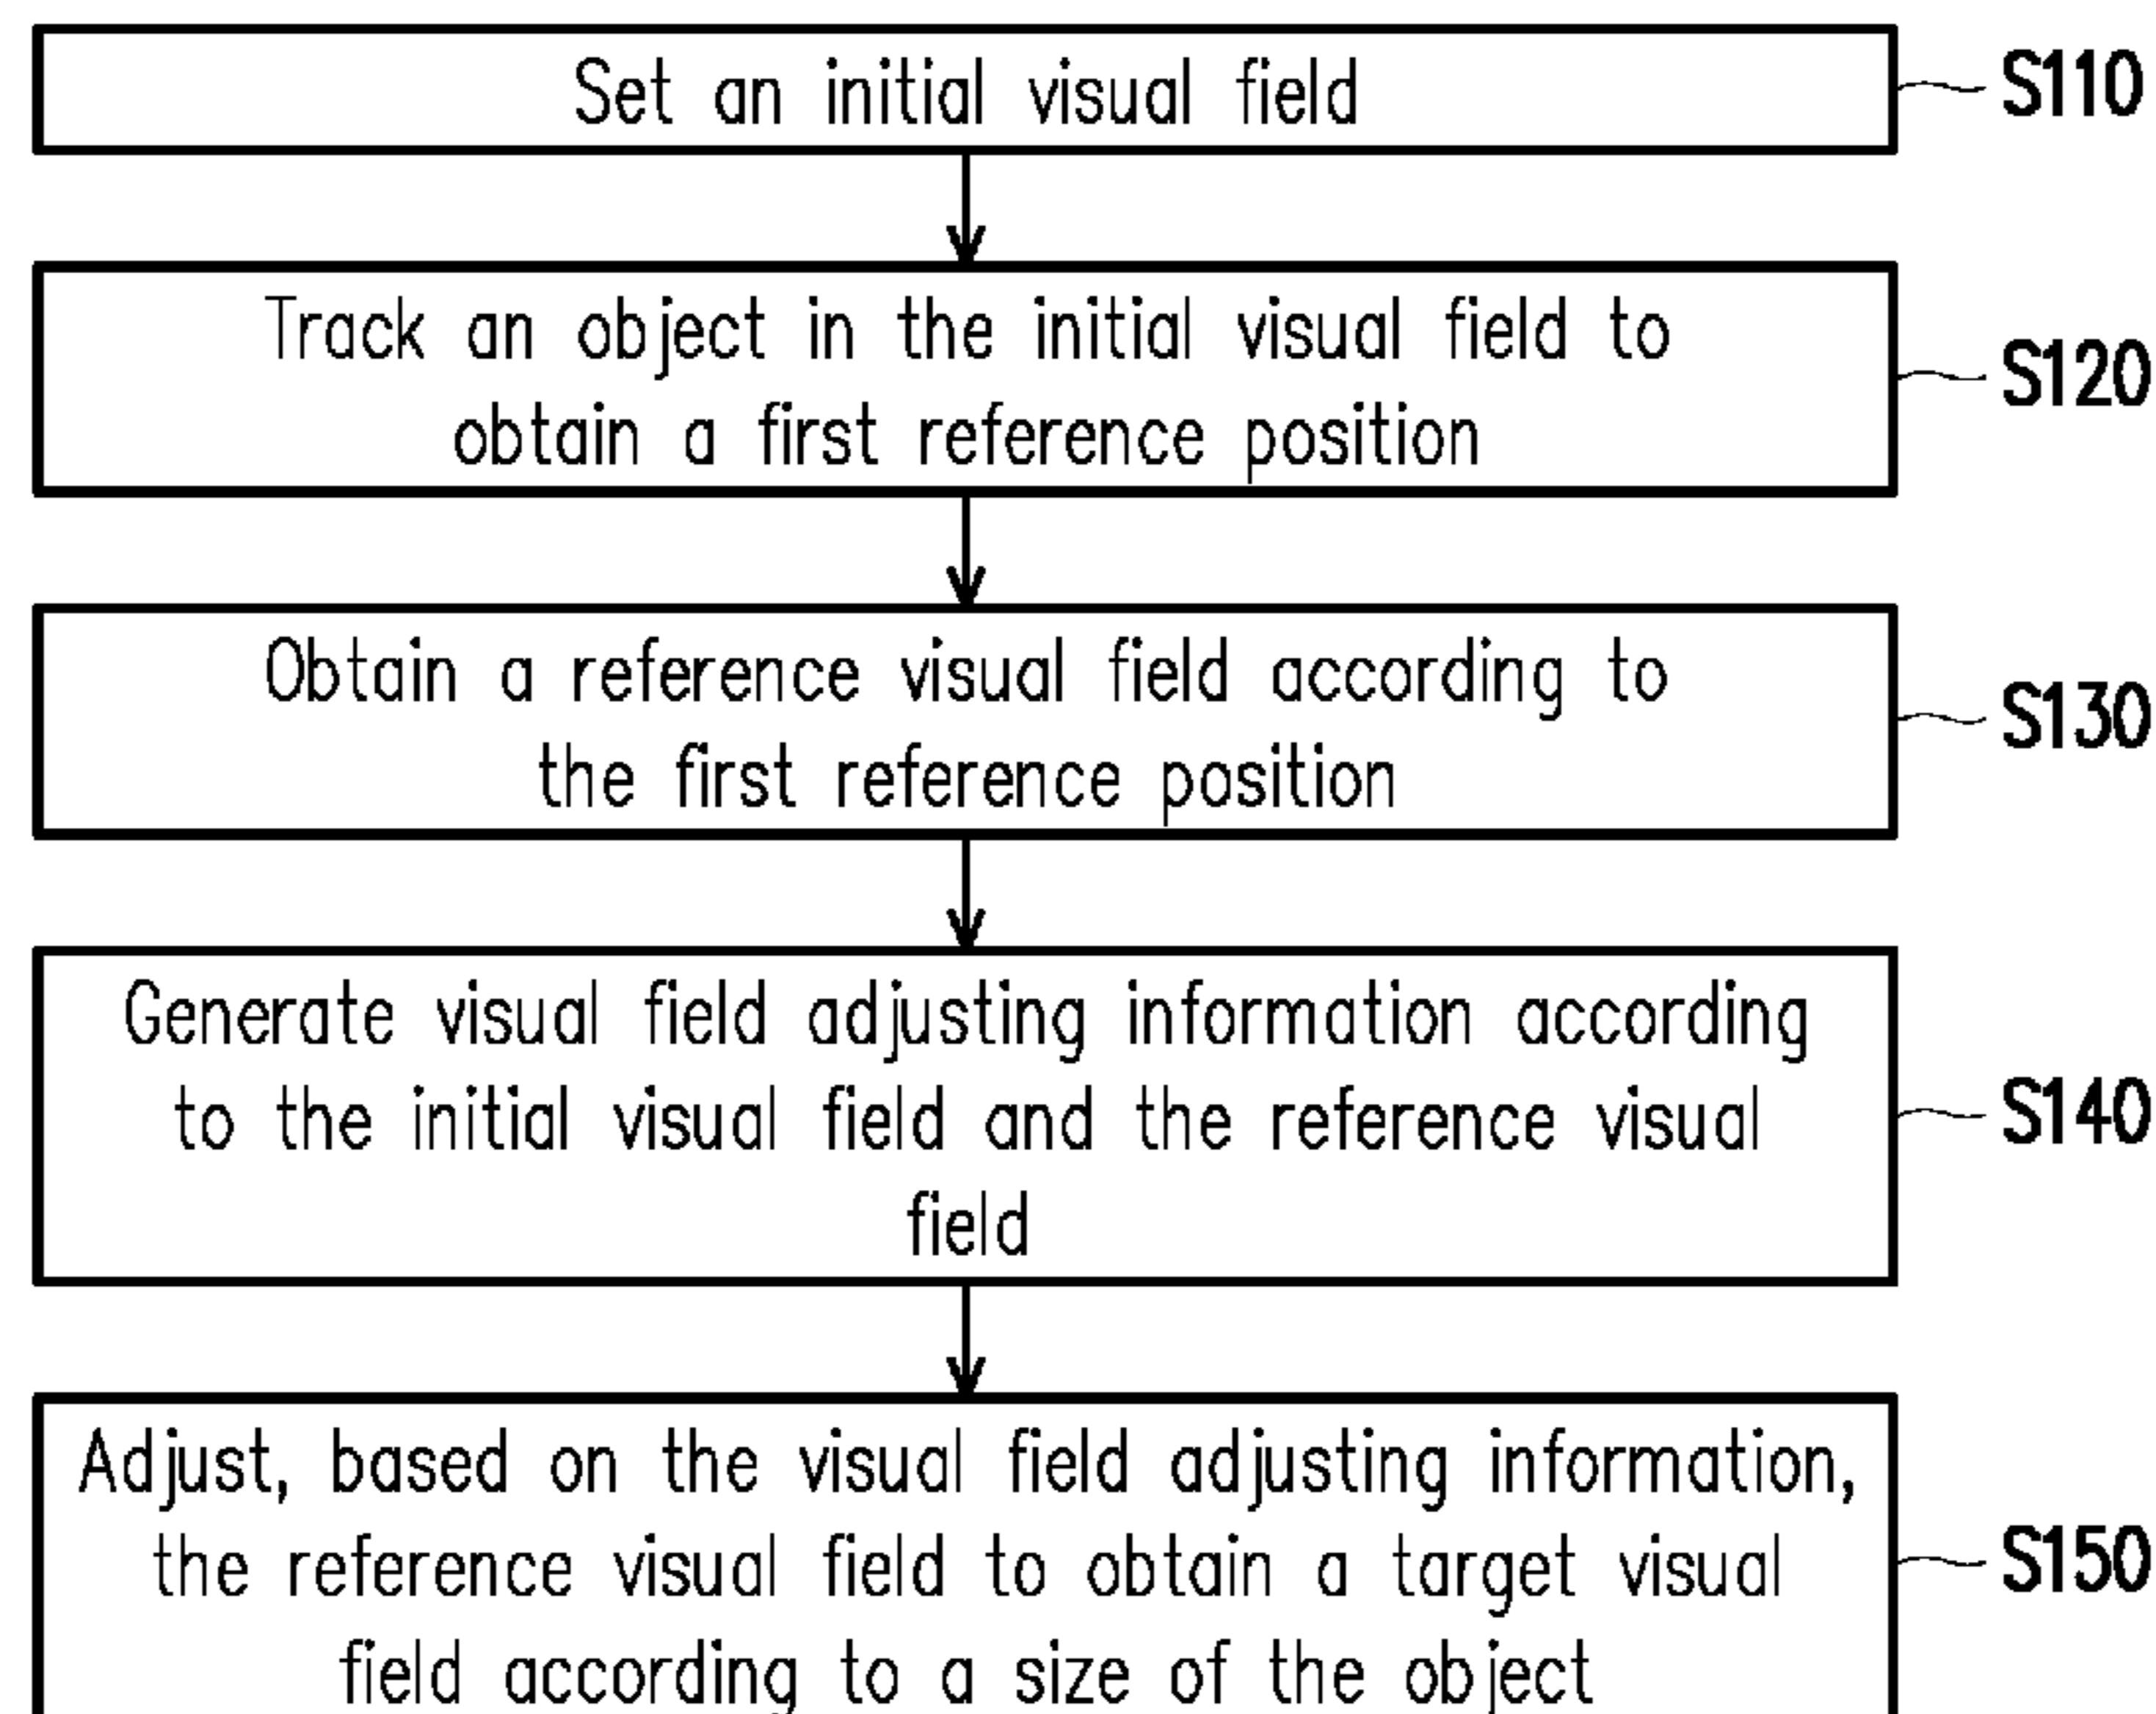 Set an initial visual field
S110
Track an object in the initial visual field to
obtain a first reference position
S120
Obtain a reference visual field according to
the first reference position
S130
Generate visual field adjusting information according
to the initial visual field and the reference visual
field
S140
Adjust, based on the visual field adjusting information,
the reference visual field to obtain a target visual
field according to a size of the object
S150